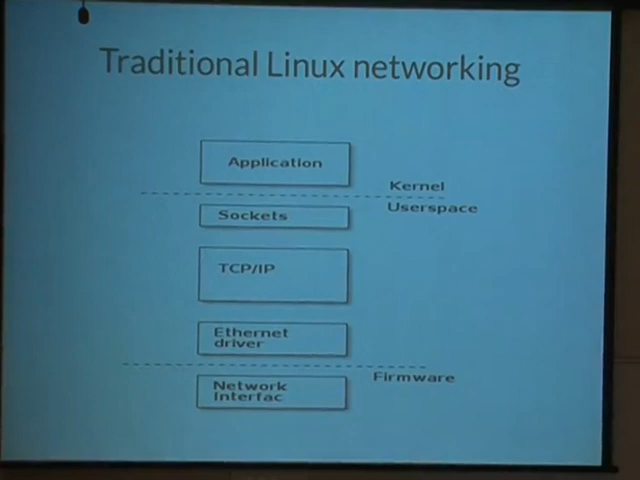 Traditional Linux networking
Application
Kernel
Userspace
Sockets
TCP/IP
Ethernet
driver
Firmware
Network
Interfac